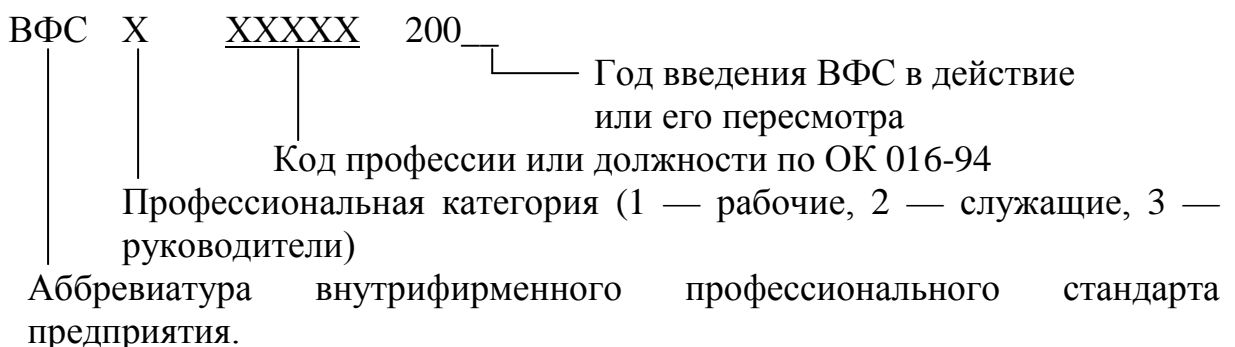 ВФС X XXXXX 200__
Год введения ВФС в действие
или его пересмотра
Код профессии или должности по ОК 016-94
Профессиональная категория (1 — рабочие, 2 — служащие, 3 —
руководители)
Аббревиатура внутрифирменного профессионального стандарта
предприятия.